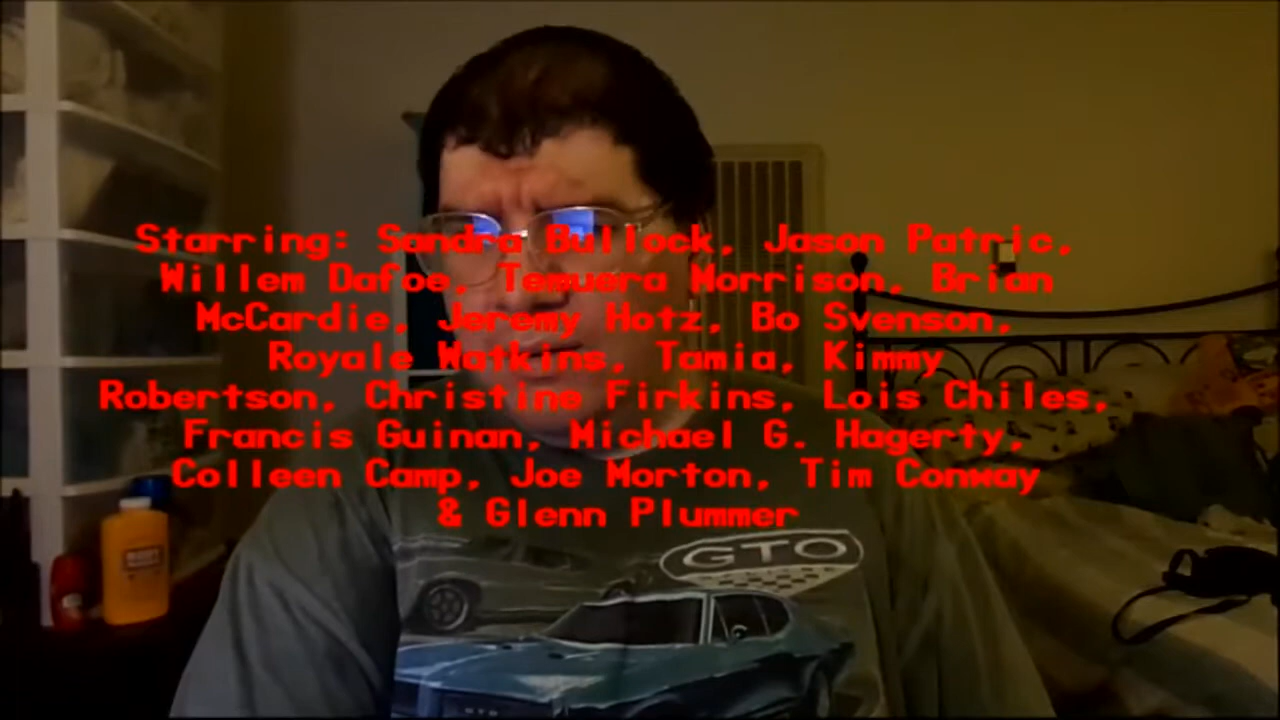 Starring: Sandra Bullock, Jason Patric,
Willem Dafoe, Temuera Morrison, Brian
McCardie, Jeremy Hotz, Bo Svenson,
Royale Watkins, Tamia, Kimmy
Robertson, Christine Firkins, Lois Chiles,
Francis Guinan, Michael G. Hagerty,
Colleen Camp, Joe Morton, Tim Conway
& Glenn Plummer
GTO